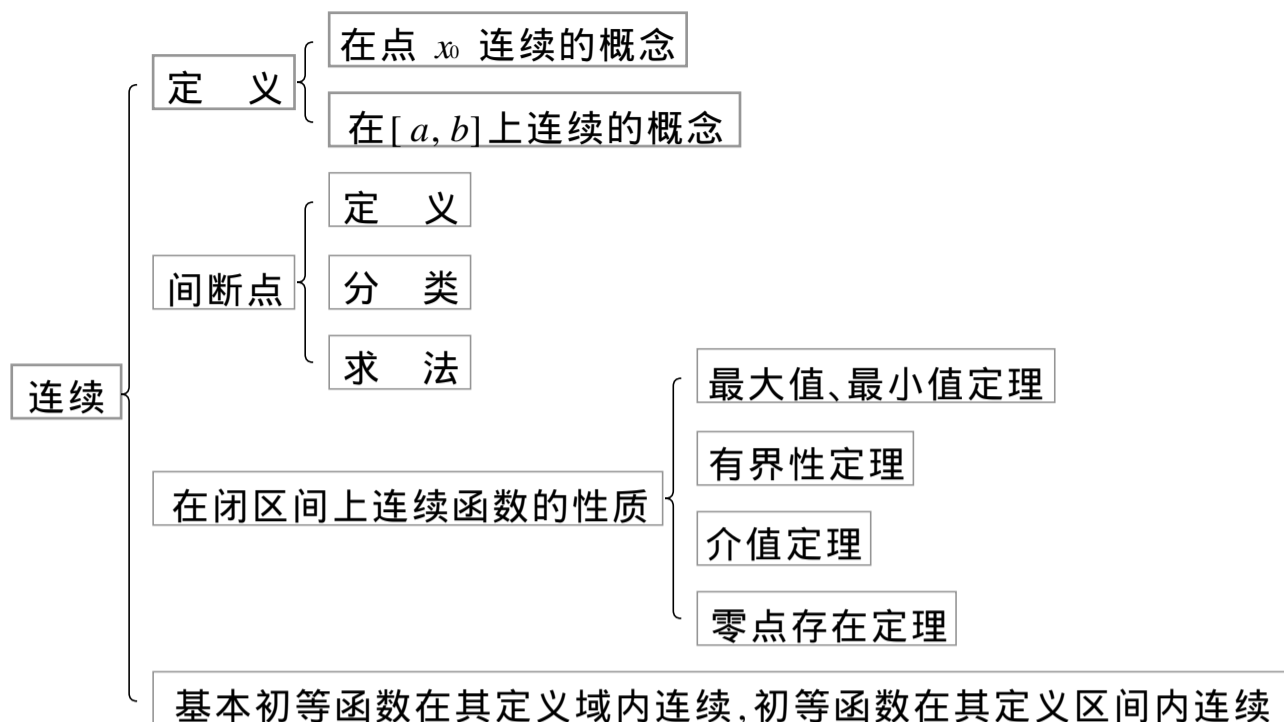 在点 x₀ 连续的概念
定 义
在[a, b]上连续的概念
定 义
间断点
分 类
求 法
连续
最大值、最小值定理
有界性定理
在闭区间上连续函数的性质
介值定理
零点存在定理
基本初等函数在其定义域内连续,初等函数在其定义区间内连续